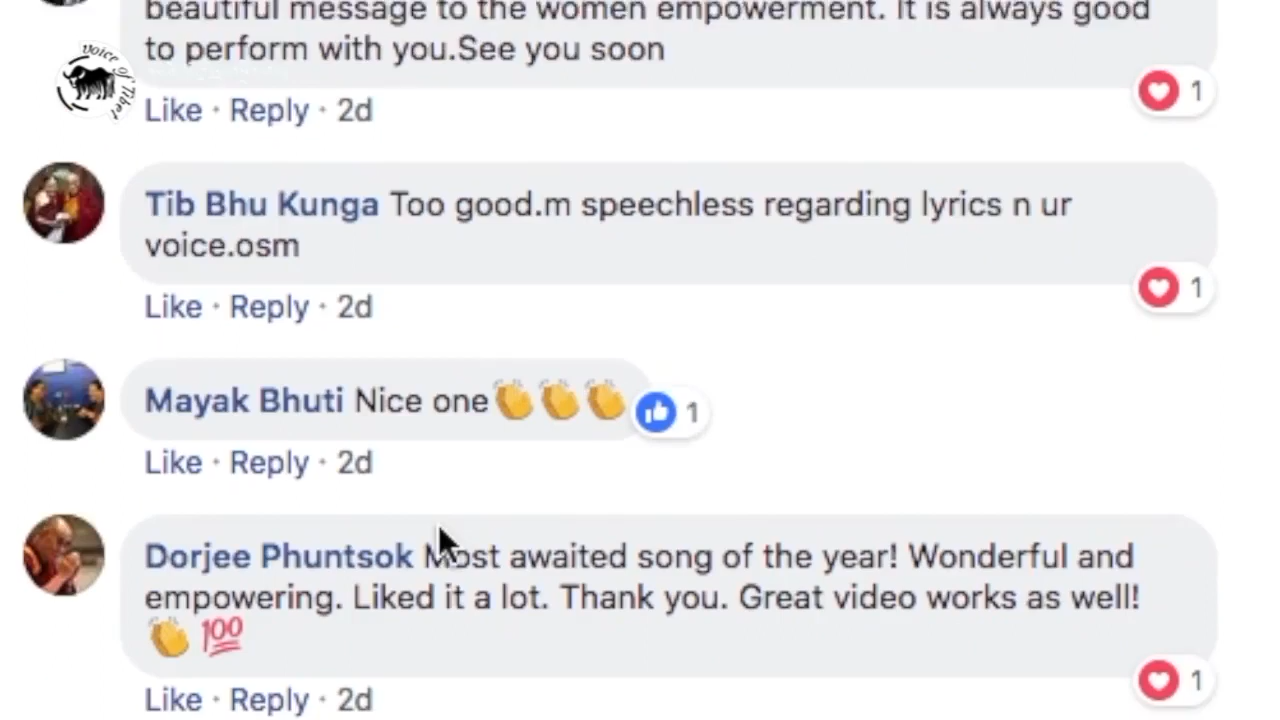 beautiful message to the women empowerment. It is always good
to perform with you.See you soon
voice of Tibet
1
Like · Reply · 2d
Tib Bhu Kunga Too good.m speechless regarding lyrics n ur
voice.osm
1
Like · Reply · 2d
Mayak Bhuti Nice one👏👏👏
1
Like · Reply · 2d
Dorjee Phuntsok Most awaited song of the year! Wonderful and
empowering. Liked it a lot. Thank you. Great video works as well!
👏 💯
1
Like · Reply · 2d